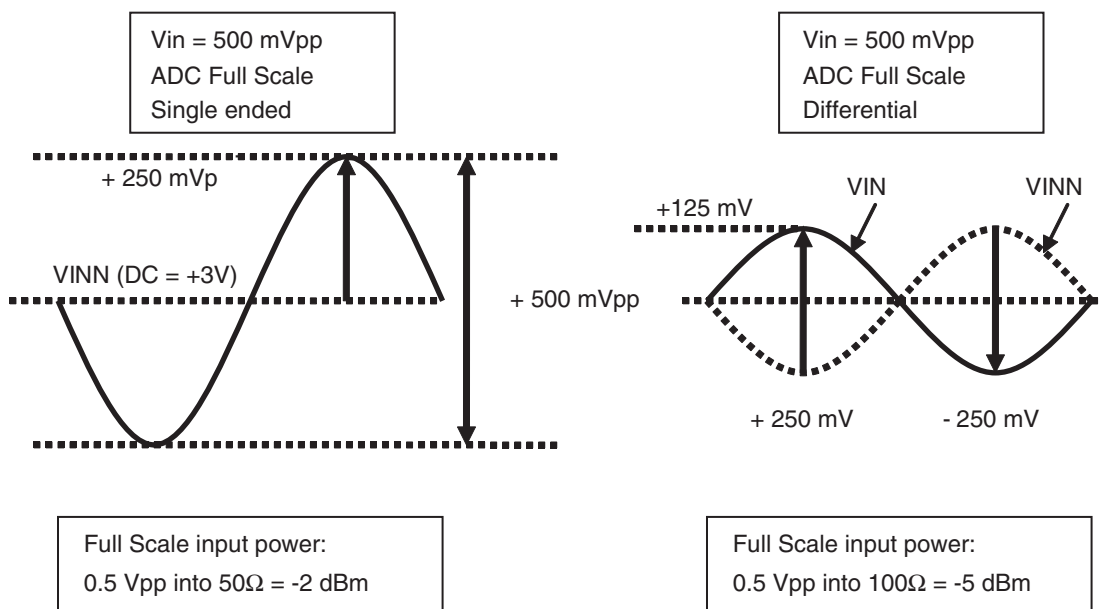 Vin = 500 mVpp
ADC Full Scale
Single ended
+ 250 mVp
VINN (DC = +3V)
+ 500 mVpp
Full Scale input power:
0.5 Vpp into 50Ω = -2 dBm
Vin = 500 mVpp
ADC Full Scale
Differential
VIN
VINN
+125 mV
+ 250 mV
- 250 mV
Full Scale input power:
0.5 Vpp into 100Ω = -5 dBm